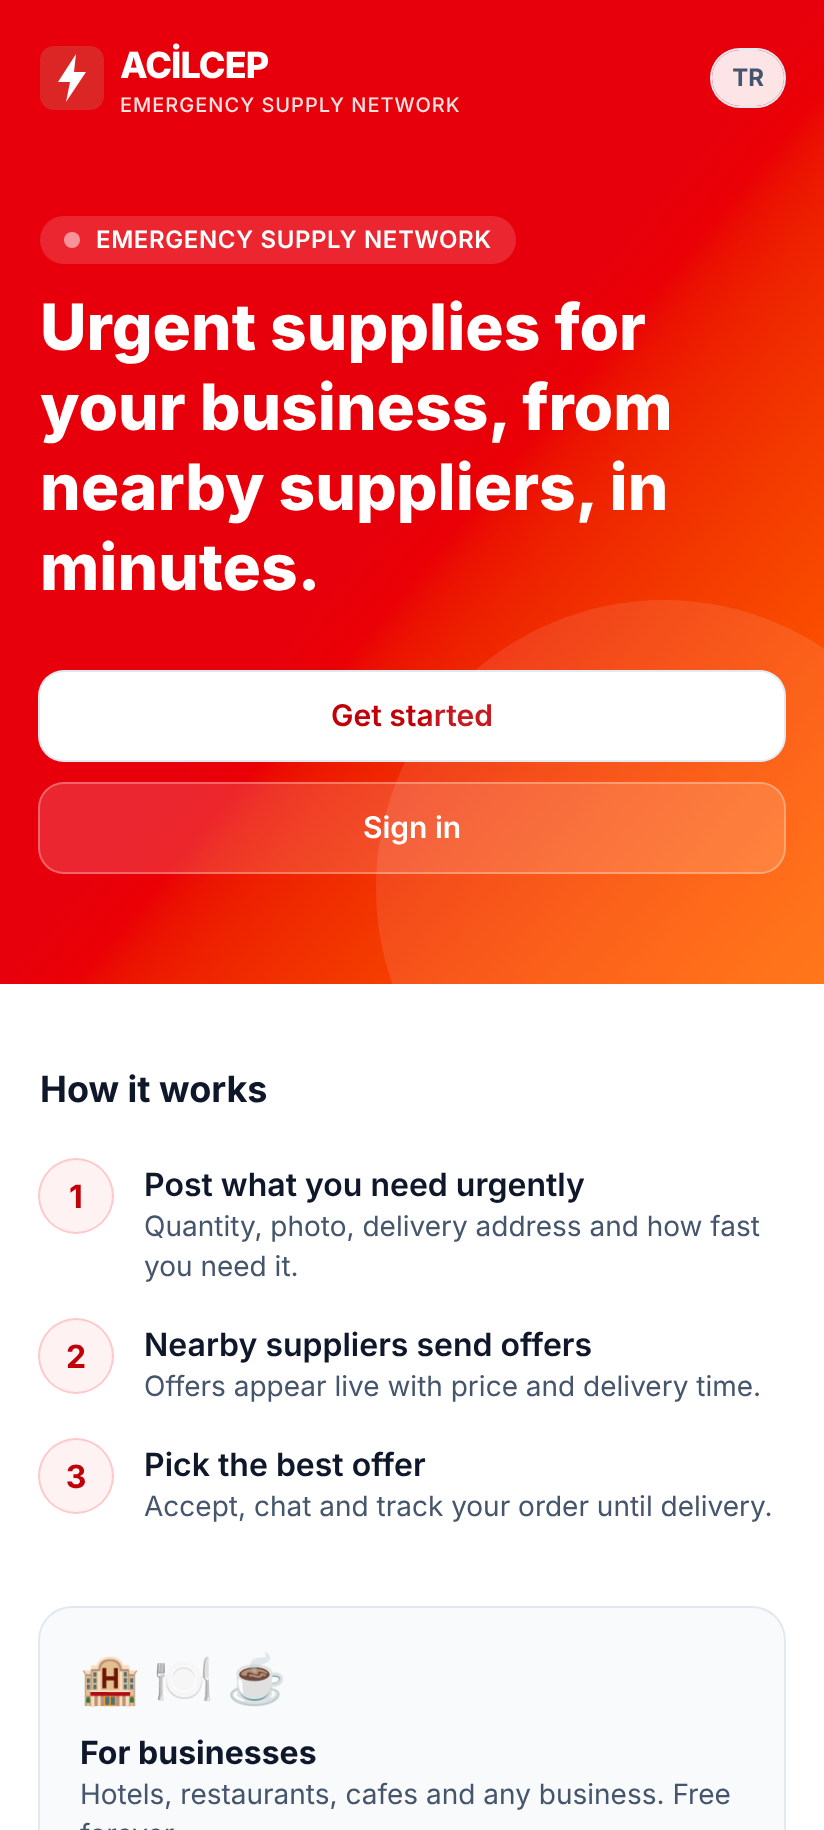 ACİLCEP
EMERGENCY SUPPLY NETWORK
TR
EMERGENCY SUPPLY NETWORK
Urgent supplies for
your business, from
nearby suppliers, in
minutes.
Get started
Sign in
How it works
1
Post what you need urgently
Quantity, photo, delivery address and how fast
you need it.
2
Nearby suppliers send offers
Offers appear live with price and delivery time.
3
Pick the best offer
Accept, chat and track your order until delivery.
H
For businesses
Hotels, restaurants, cafes and any business. Free
forever